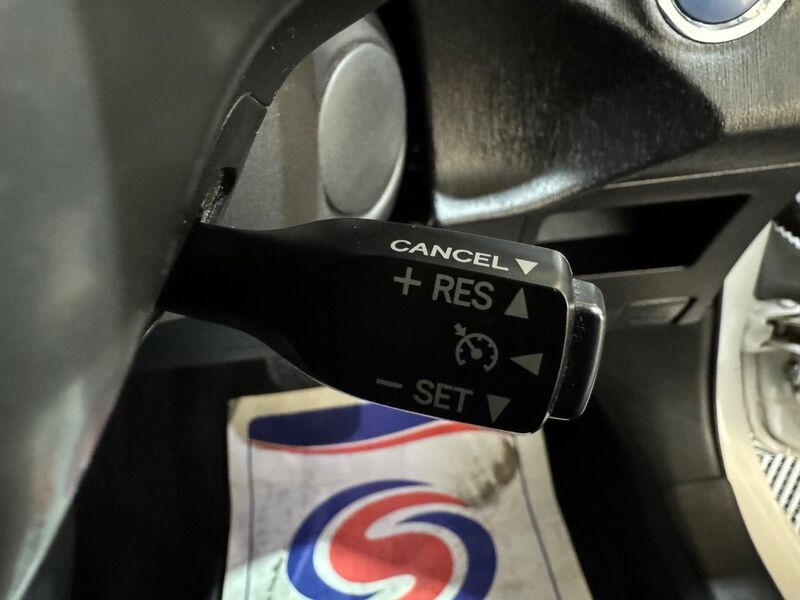 CANCEL ▼
+ RES ▲
◀
− SET ▼